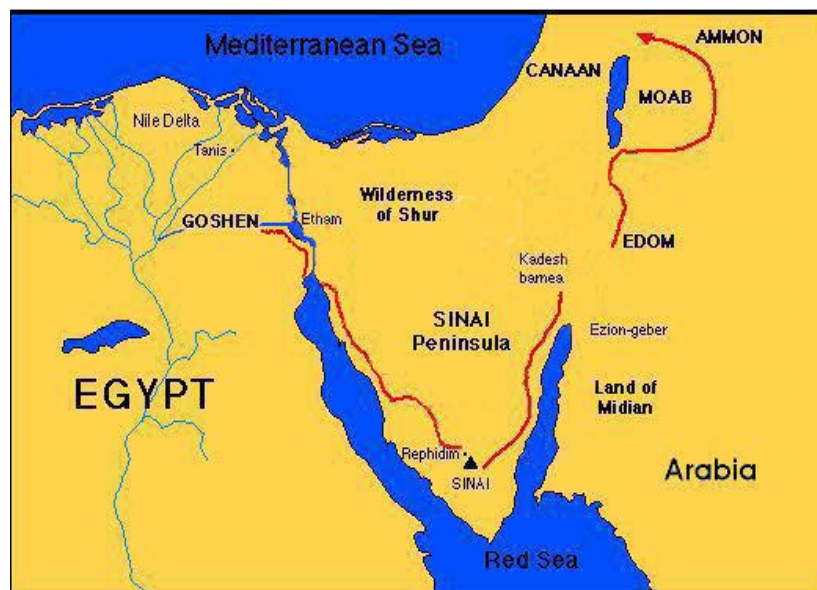 Mediterranean Sea
AMMON
CANAAN
MOAB
Nile Delta
Tanis
Wilderness
of Shur
GOSHEN
Etham
EDOM
Kadesh
barnea
SINAI
Peninsula
Ezion-geber
EGYPT
Land of
Midian
Rephidim
SINAI
Arabia
Red Sea